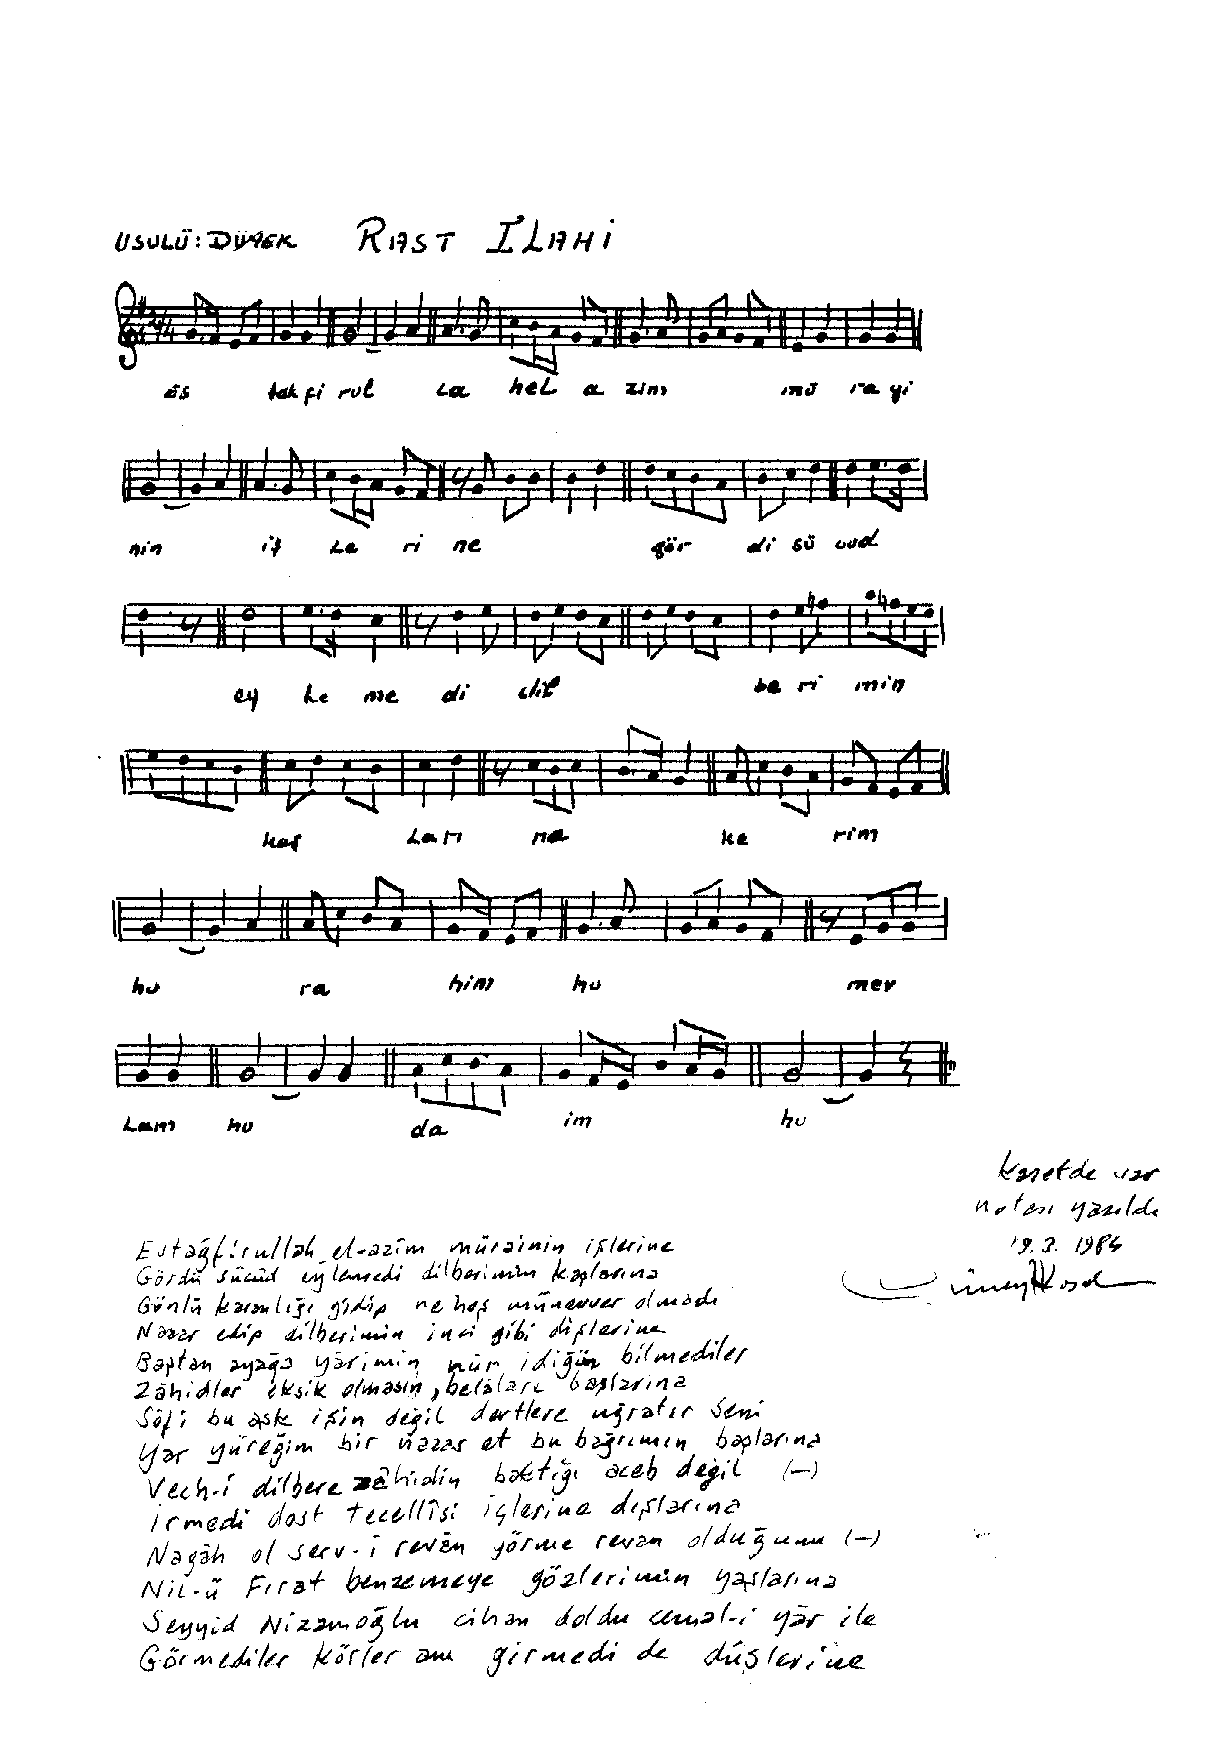 USULÜ: DÜYEK RAST İLAHİ
2/4
es tak fi rul La hel a zim mü ra yi
nin iş Le ri ne gör di sü cud
ey Le me di dil be ri min
kaş Ları na ke rim
hu ra him hu mev
Lam hu da im hu
Kasetde var
notası yazıldı
19.3.1984
Estağfirullah el-azim mürainin işlerine
Gördü sücüd eylemedi dilberimin kaşlarına
Gönlü karanlığı gidip ne hoş münevver olmadı
Nazar edip dilberimin inci gibi dişlerine
Baştan ayağa yârimin nûr idiğün bilmediler
Zâhidler eksik olmasın, belâları başlarına
Sôfi bu aşk işin değil dertlere uğratır seni
Yar yüreğim bir nazar et bu bağrımın başlarına
Vech-i dilbere zâhidin baktığı aceb değil (—)
İrmedi dost tecellîsi içlerine dışlarına
Nagâh ol serv-i revân görme revan olduğunu (—)
Nil-ü Fırat benzemeye gözlerimin yaşlarına
Seyyid Nizamoğlu cihan doldu cemal-i yâr ile
Görmediler körler anı girmedi de düşlerine